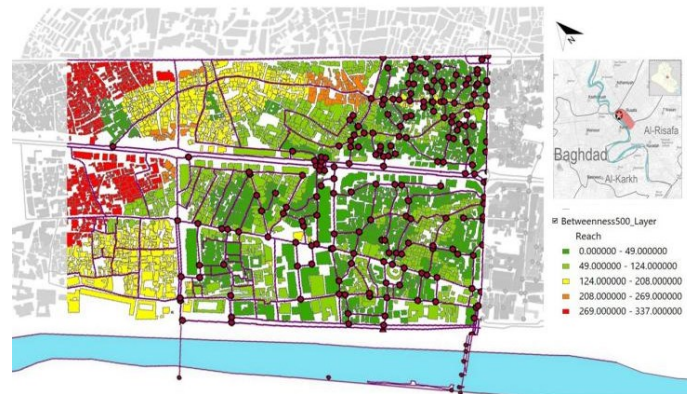 N
Al-Risafa
Baghdad
Al-Karkh
Betweenness500_Layer
Reach
0.000000 - 49.000000
49.000000 - 124.000000
124.000000 - 208.000000
208.000000 - 269.000000
269.000000 - 337.000000